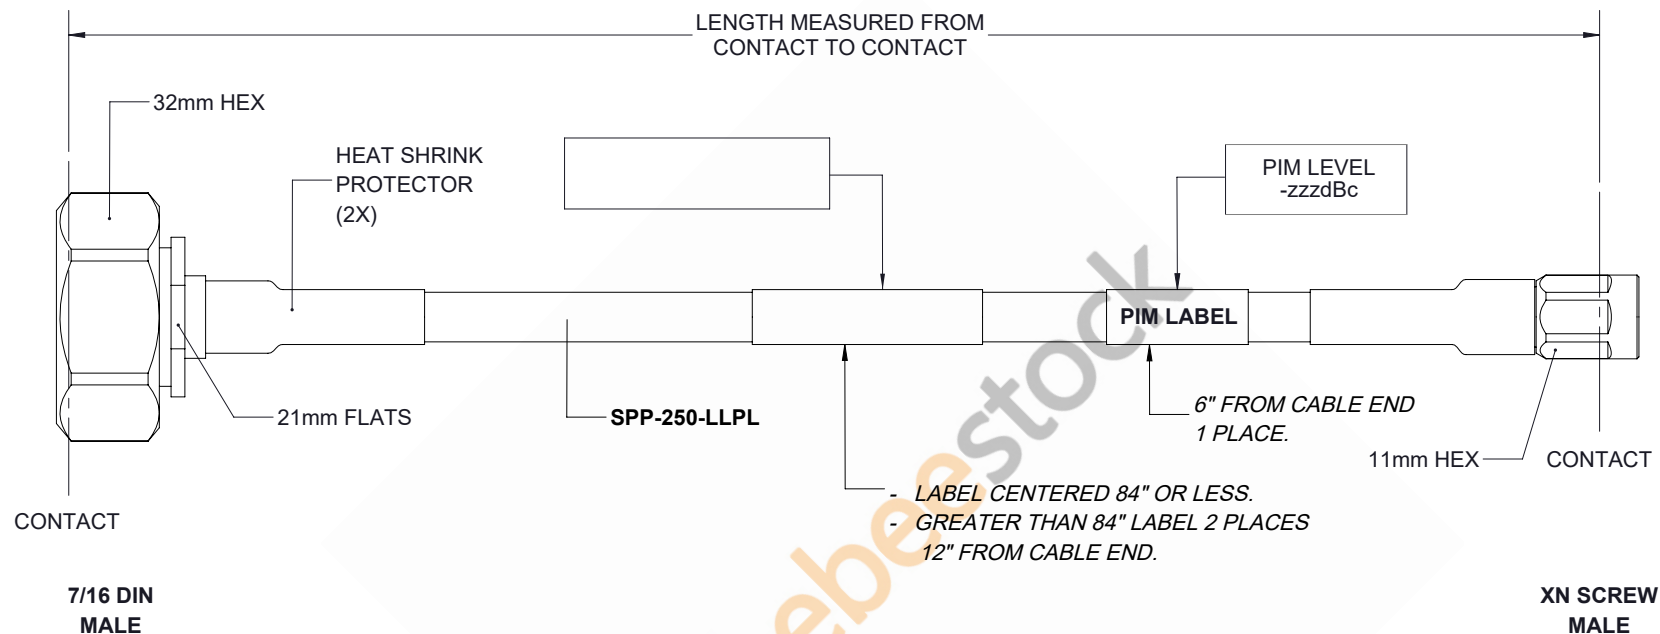 LENGTH MEASURED FROM
CONTACT TO CONTACT
32mm HEX
HEAT SHRINK
PROTECTOR
(2X)
PIM LEVEL
-zzzdBc
PIM LABEL
21mm FLATS
SPP-250-LLPL
6" FROM CABLE END
1 PLACE.
11mm HEX
CONTACT
- LABEL CENTERED 84" OR LESS.
- GREATER THAN 84" LABEL 2 PLACES
12" FROM CABLE END.
CONTACT
7/16 DIN
MALE
XN SCREW
MALE
ebeestock